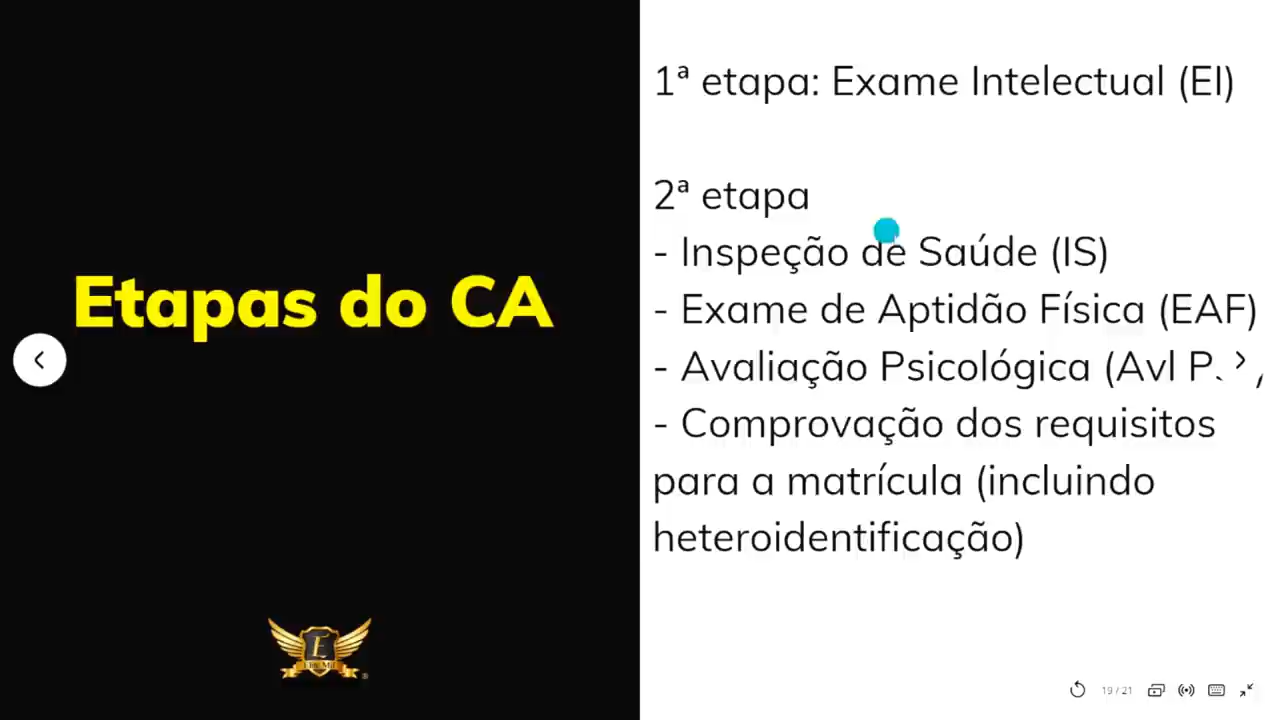 Etapas do CA
1ª etapa: Exame Intelectual (EI)
2ª etapa
- Inspeção de Saúde (IS)
- Exame de Aptidão Física (EAF)
- Avaliação Psicológica (Avl
- Comprovação dos requisitos
para a matrícula (incluindo
heteroidentificação)
19 / 21